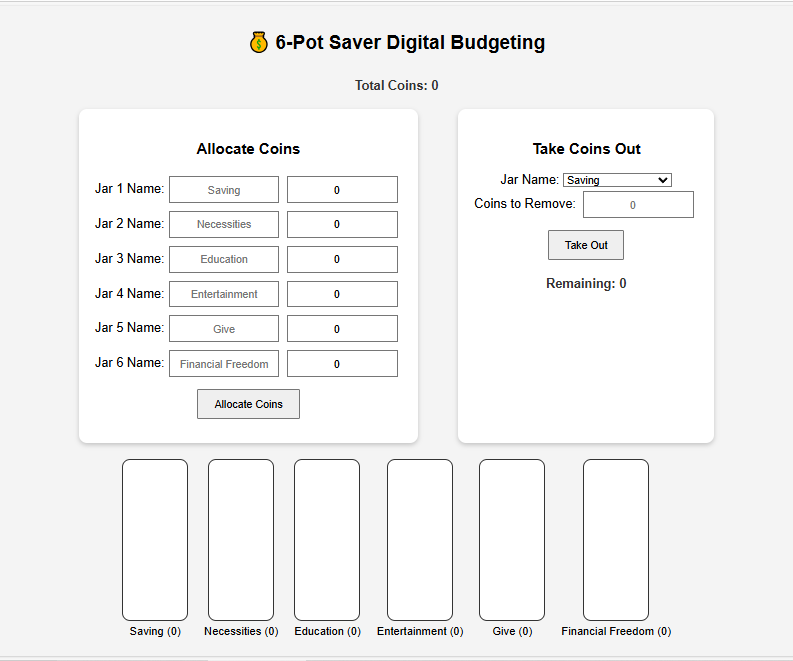 💰 6-Pot Saver Digital Budgeting
Total Coins: 0
Allocate Coins
Jar 1 Name: Saving 0
Jar 2 Name: Necessities 0
Jar 3 Name: Education 0
Jar 4 Name: Entertainment 0
Jar 5 Name: Give 0
Jar 6 Name: Financial Freedom 0
Allocate Coins
Take Coins Out
Jar Name: Saving
Coins to Remove: 0
Take Out
Remaining: 0
Saving (0) Necessities (0) Education (0) Entertainment (0) Give (0) Financial Freedom (0)